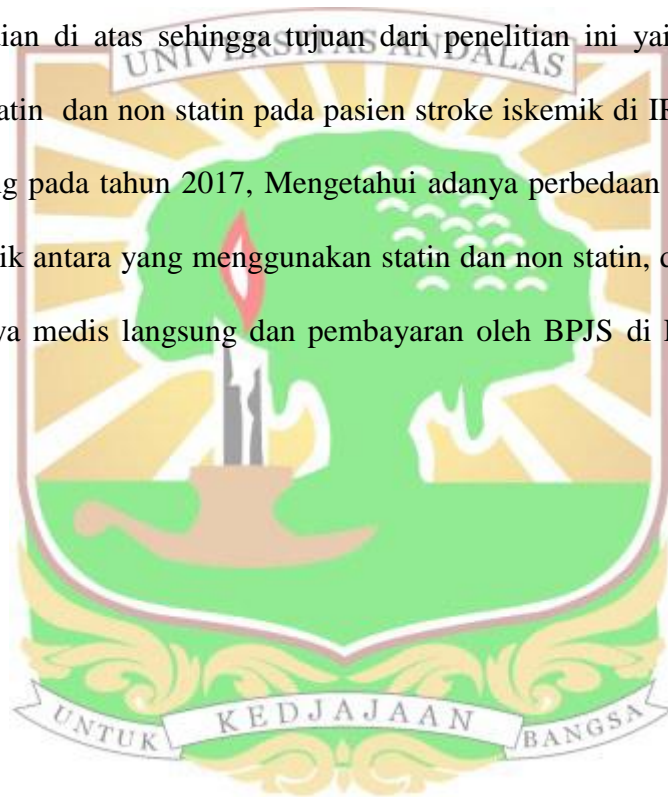 ian di atas sehingga tujuan dari penelitian ini yai
UNIVERSITAS ANDALAS
atin dan non statin pada pasien stroke iskemik di IR
g pada tahun 2017, Mengetahui adanya perbedaan
ik antara yang menggunakan statin dan non statin, d
ya medis langsung dan pembayaran oleh BPJS di I
UNTUK KEDJAJAAN BANGSA